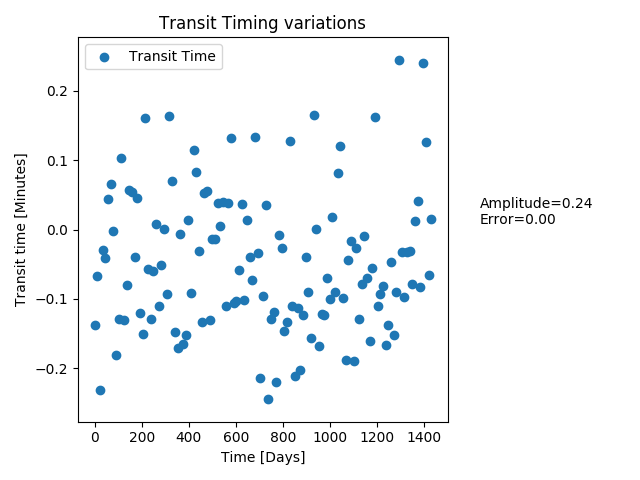 Transit Timing variations
Transit Time
Transit time [Minutes]
0.2
0.1
0.0
−0.1
−0.2
0 200 400 600 800 1000 1200 1400
Time [Days]
Amplitude=0.24
Error=0.00